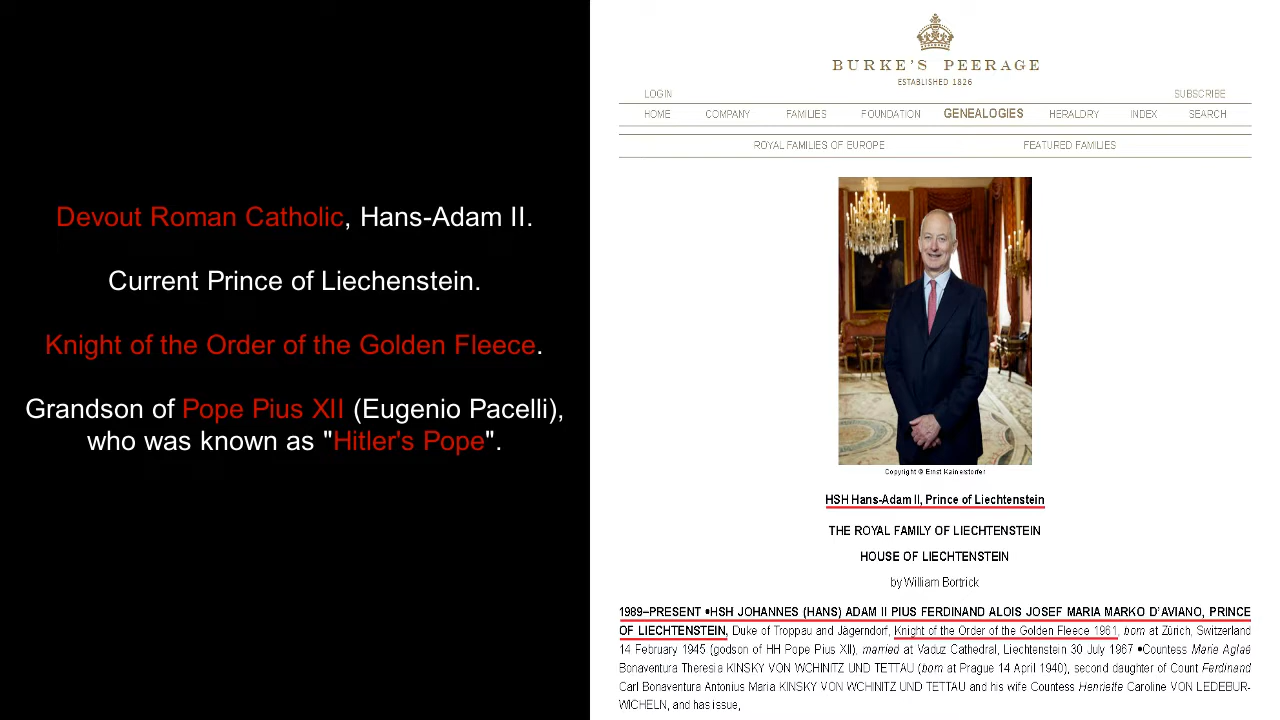 Devout Roman Catholic, Hans-Adam II.
Current Prince of Liechenstein.
Knight of the Order of the Golden Fleece.
Grandson of Pope Pius XII (Eugenio Pacelli),
who was known as "Hitler's Pope".
BURKE'S PEERAGE
ESTABLISHED 1826
LOGIN SUBSCRIBE
HOME COMPANY FAMILIES FOUNDATION GENEALOGIES HERALDRY INDEX SEARCH
ROYAL FAMILIES OF EUROPE FEATURED FAMILIES
Copyright © Ernst Kainelstorfer
HSH Hans-Adam II, Prince of Liechtenstein
THE ROYAL FAMILY OF LIECHTENSTEIN
HOUSE OF LIECHTENSTEIN
by William Bortrick
1989–PRESENT •HSH JOHANNES (HANS) ADAM II PIUS FERDINAND ALOIS JOSEF MARIA MARKO D'AVIANO, PRINCE
OF LIECHTENSTEIN, Duke of Troppau and Jägerndorf, Knight of the Order of the Golden Fleece 1961, born at Zürich, Switzerland
14 February 1945 (godson of HH Pope Pius XII), married at Vaduz Cathedral, Liechtenstein 30 July 1967 •Countess Marie Aglaë
Bonaventura Theresia KINSKY VON WCHINITZ UND TETTAU (born at Prague 14 April 1940), second daughter of Count Ferdinand
Carl Bonaventura Antonius Maria KINSKY VON WCHINITZ UND TETTAU and his wife Countess Henriette Caroline VON LEDEBUR-
WICHELN, and has issue,